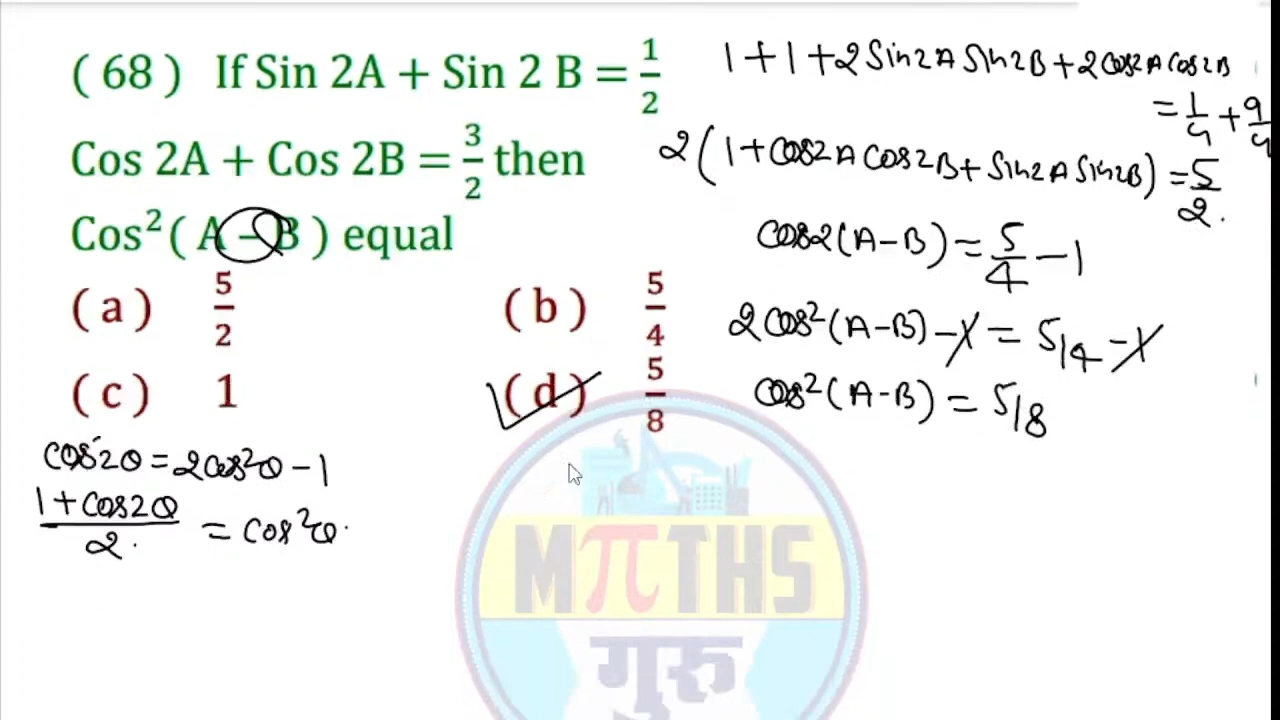 ( 68 ) If Sin 2A + Sin 2 B = 1/2
Cos 2A + Cos 2B = 3/2 then
Cos² ( A – B ) equal
( a ) 5/2
( b ) 5/4
( c ) 1
( d ) 5/8
cos2θ = 2cos²θ - 1
(1 + cos2θ)/2. = cos²θ.
1 + 1 + 2 sin2A sin2B + 2 cos2A cos2B
= 1/4 + 9/4
2 ( 1 + cos2A cos2B + sin2A sin2B ) = 5/2.
cos2(A-B) = 5/4 - 1
2cos²(A-B) - 1 = 5/4 - 1
cos²(A-B) = 5/8
MπTHS
गुरु